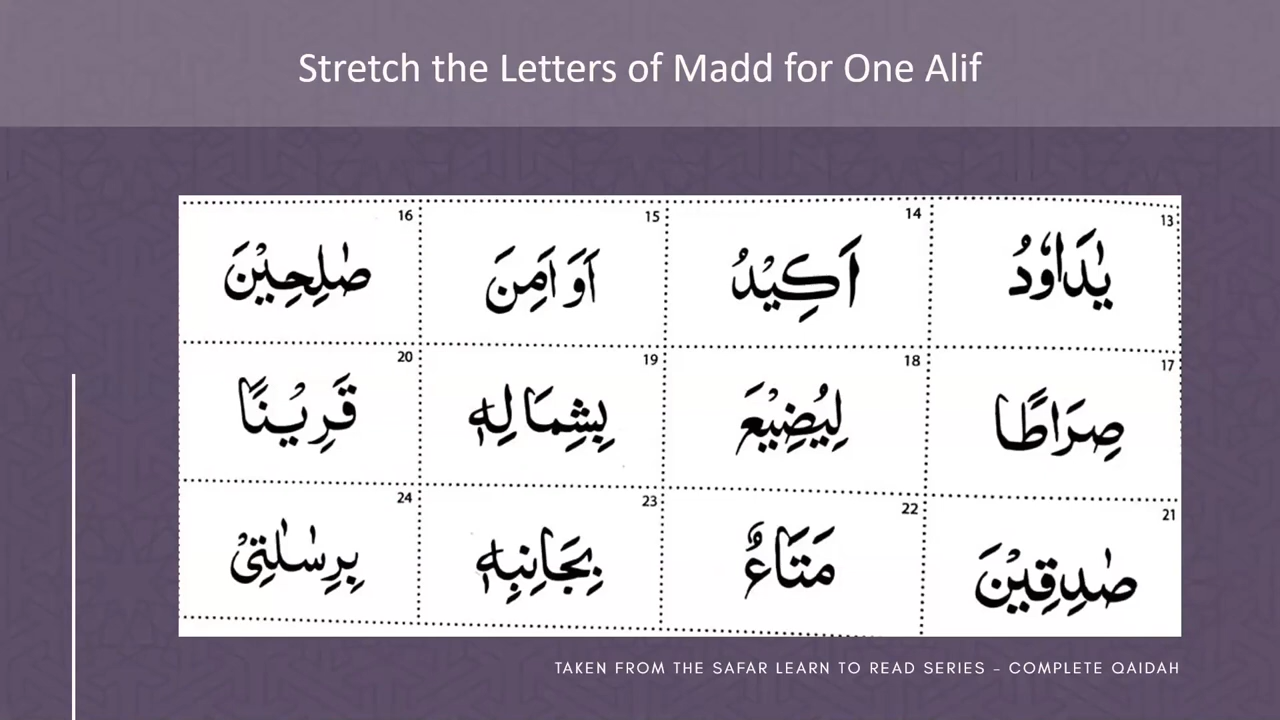 Stretch the Letters of Madd for One Alif
13 14 15 16
يٰدَاوٗدُ اَكِيْدُ اَوَ اَمِنَ صٰلِحِيْنَ
17 18 19 20
صِرَاطًا لِيُضِيْعَ بِشِمَالِهٖ قَرِيْنًا
21 22 23 24
صٰدِقِيْنَ مَتَاعٌ بِجَانِبِهٖ بِرِسٰلٰتِيْ
TAKEN FROM THE SAFAR LEARN TO READ SERIES – COMPLETE QAIDAH